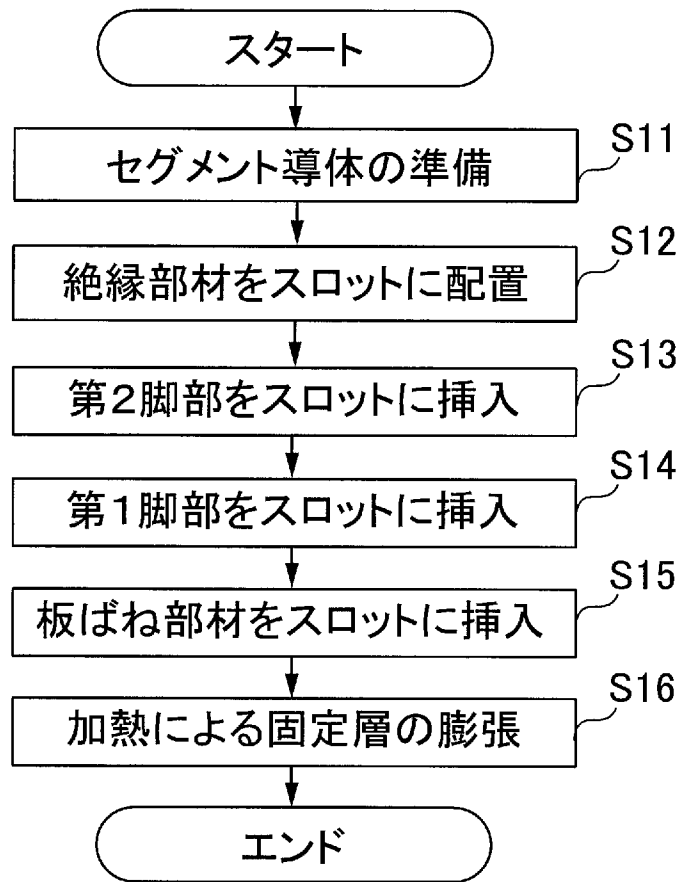 スタート
S11
セグメント導体の準備
S12
絶縁部材をスロットに配置
S13
第2脚部をスロットに挿入
S14
第1脚部をスロットに挿入
S15
板ばね部材をスロットに挿入
S16
加熱による固定層の膨張
エンド